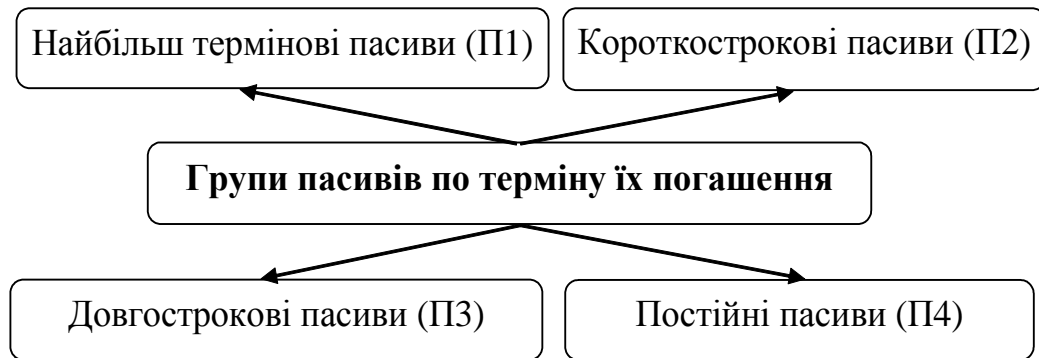 Найбільш термінові пасиви (П1)
Короткострокові пасиви (П2)
Групи пасивів по терміну їх погашення
Довгострокові пасиви (П3)
Постійні пасиви (П4)